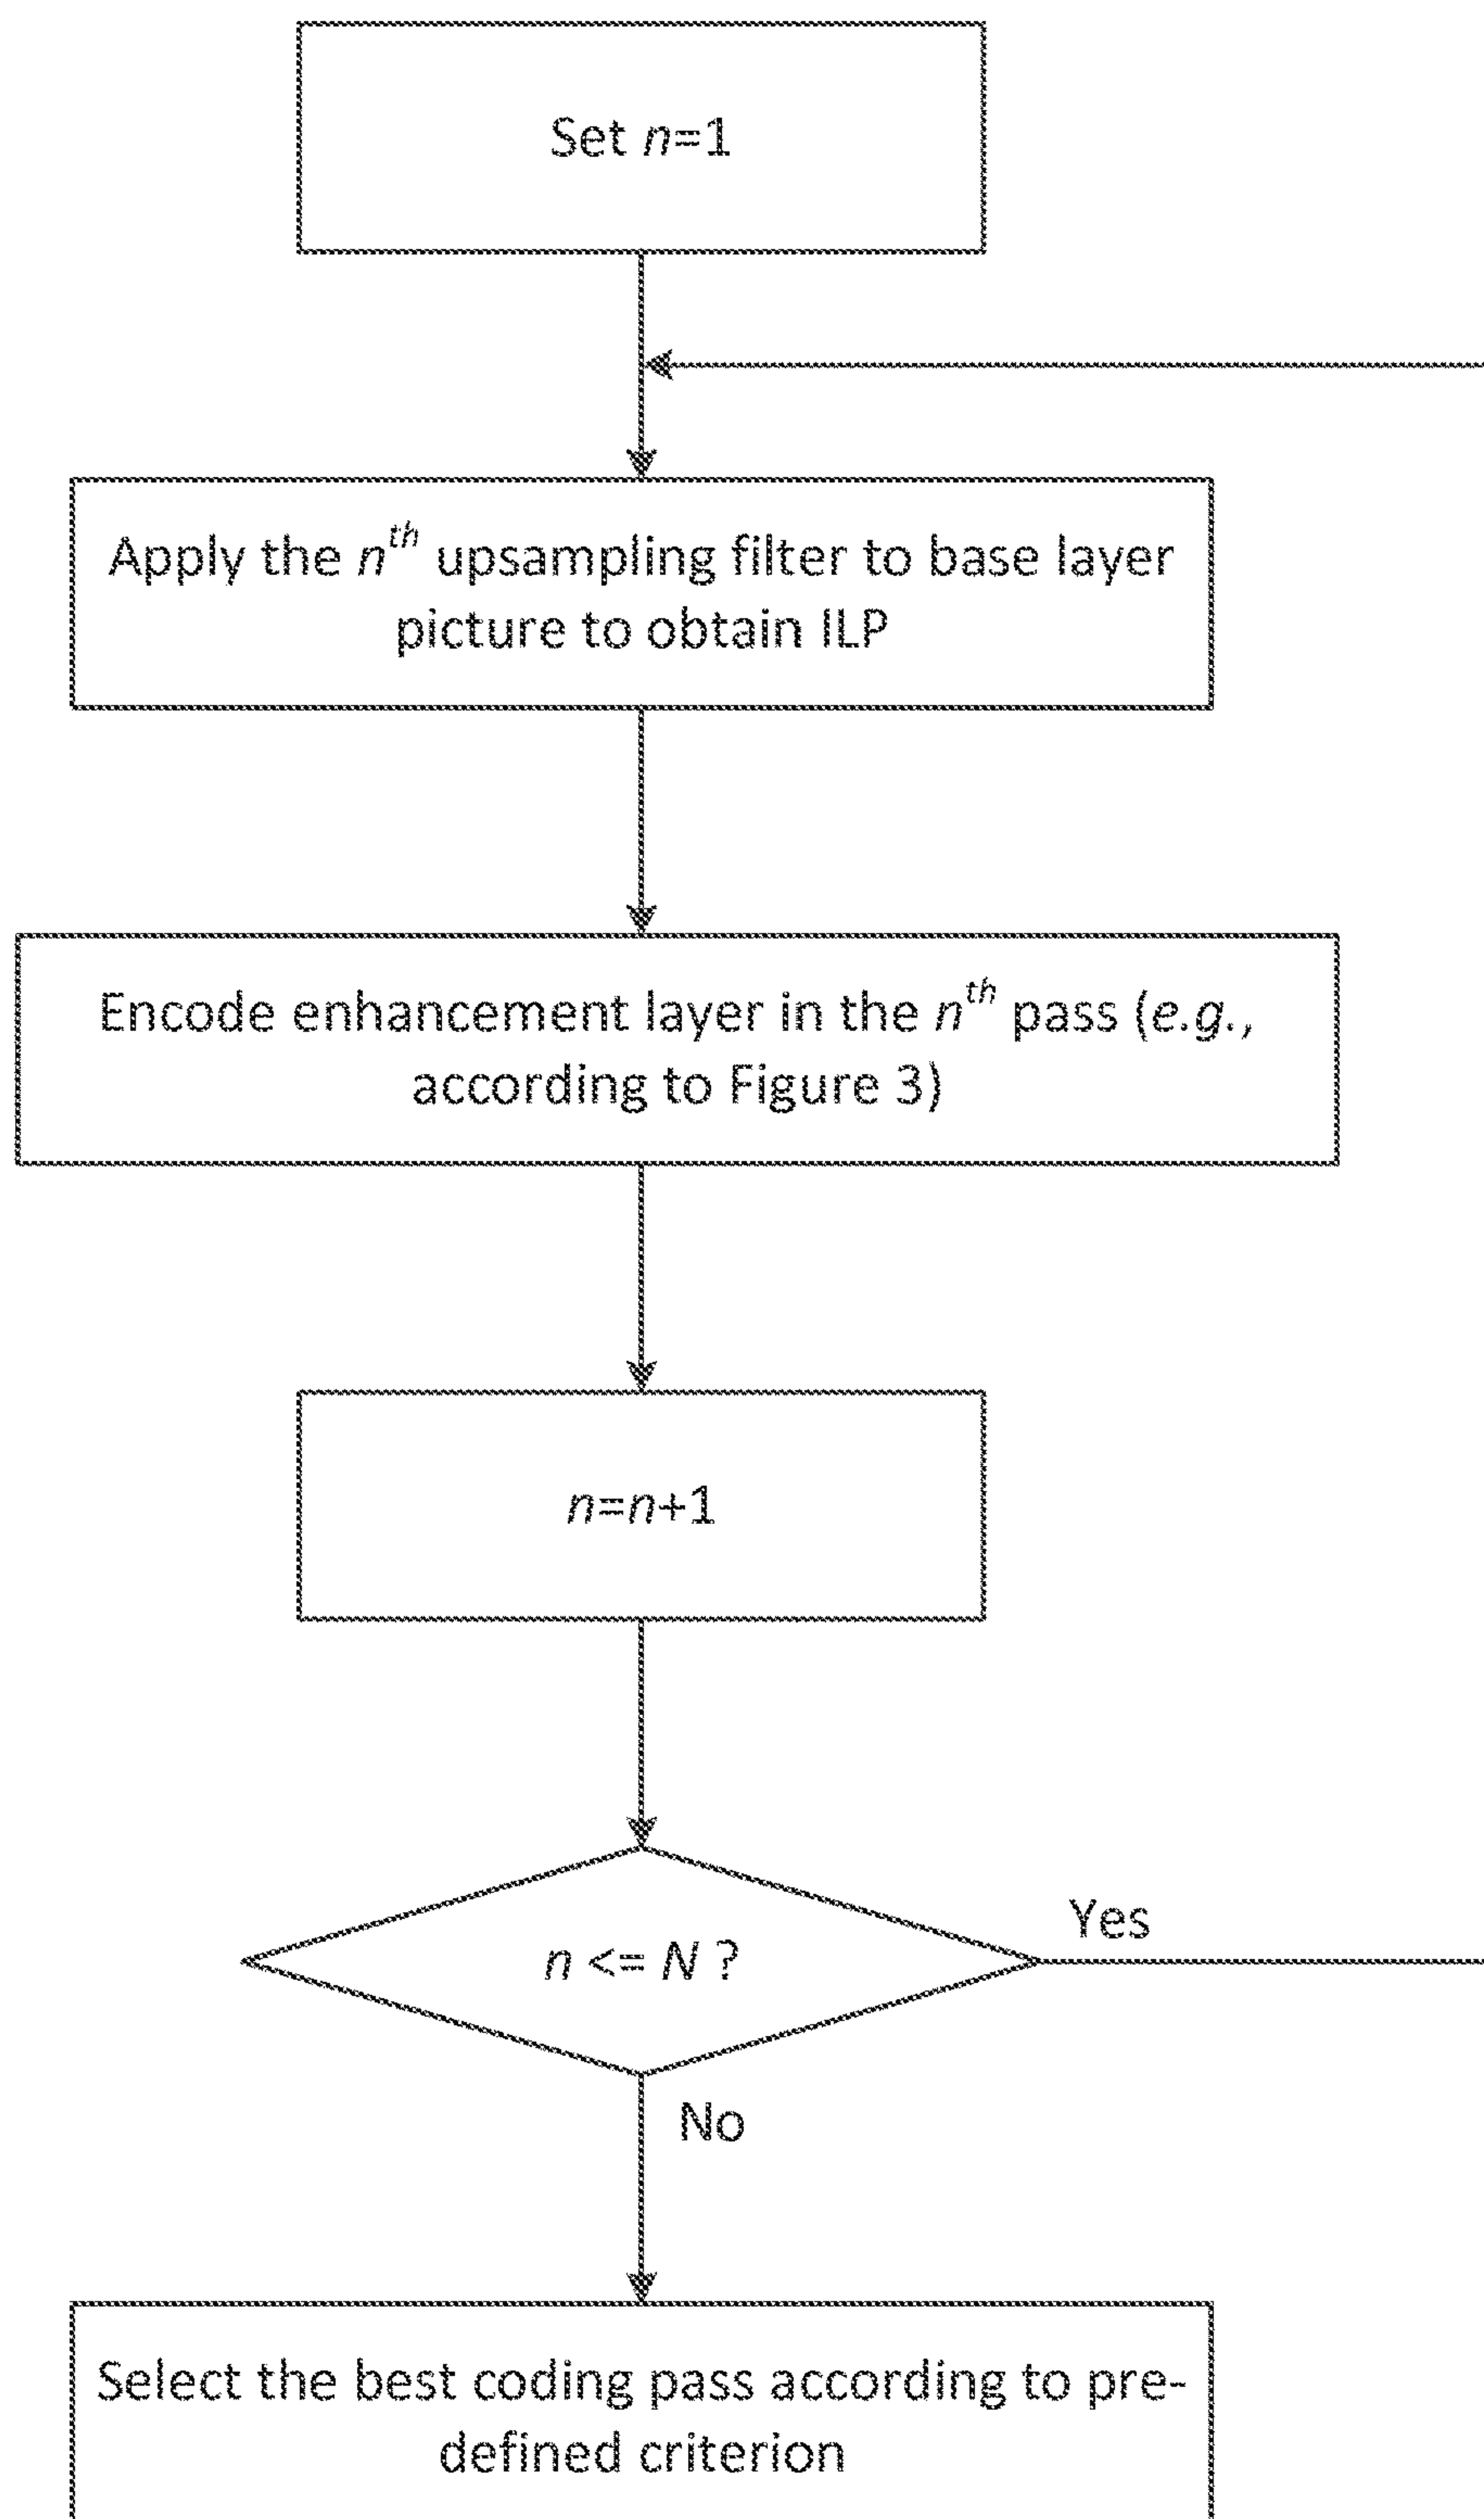 Set n=1
Apply the nth upsampling filter to base layer
picture to obtain ILP
Encode enhancement layer in the nth pass (e.g.,
according to Figure 3)
n=n+1
n <= N ?
Yes
No
Select the best coding pass according to pre-
defined criterion